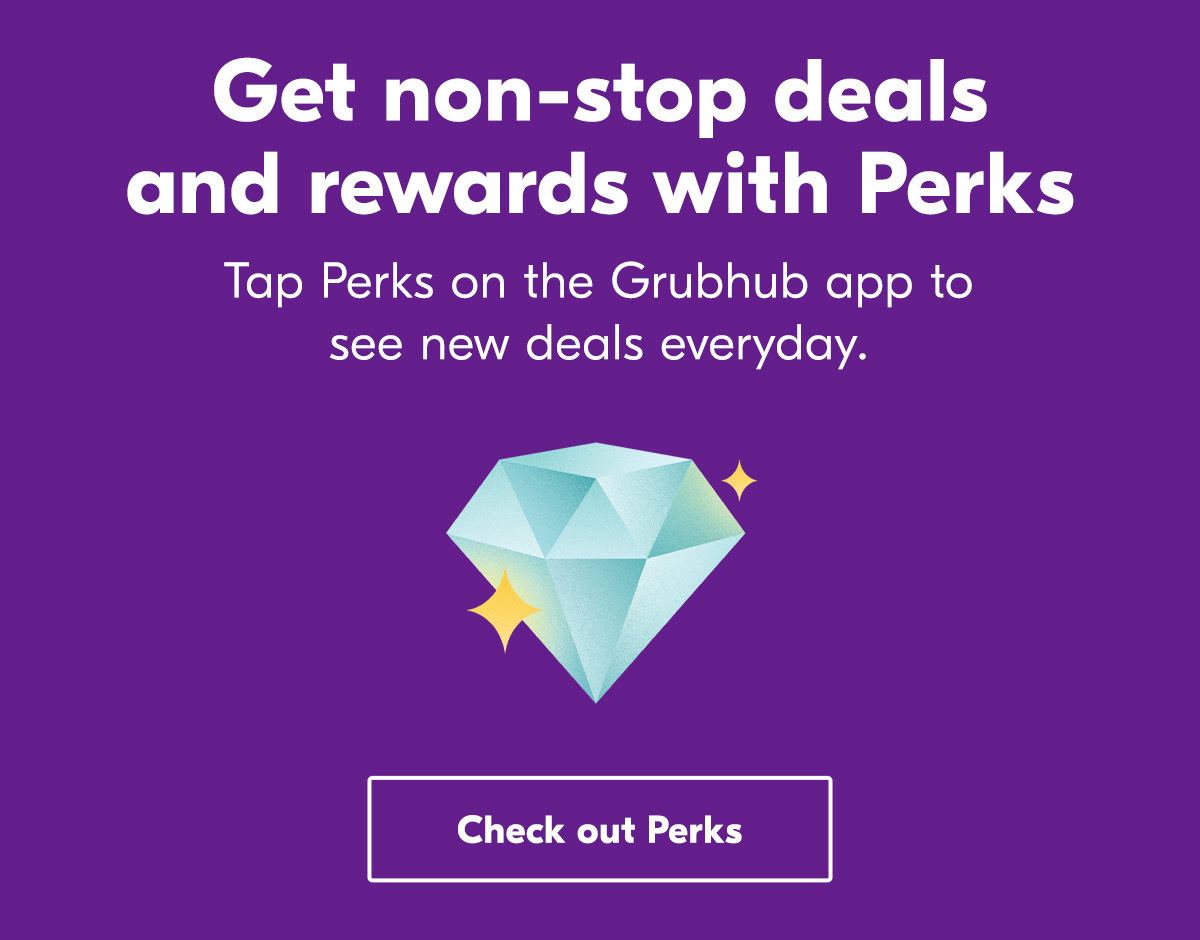 Get non-stop deals
and rewards with Perks
Tap Perks on the Grubhub app to
see new deals everyday.
Check out Perks